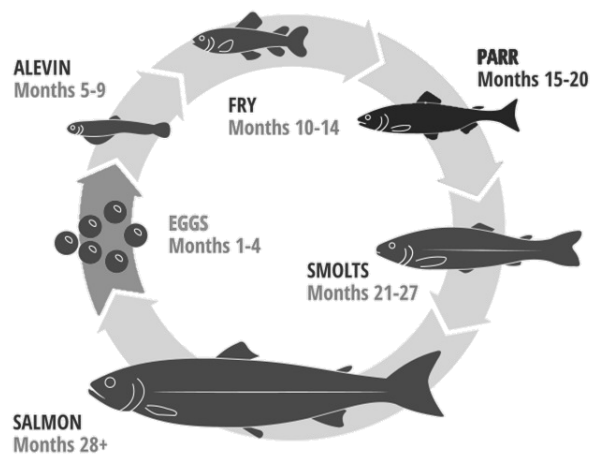 ALEVIN
Months 5-9
FRY
Months 10-14
PARR
Months 15-20
EGGS
Months 1-4
SMOLTS
Months 21-27
SALMON
Months 28+